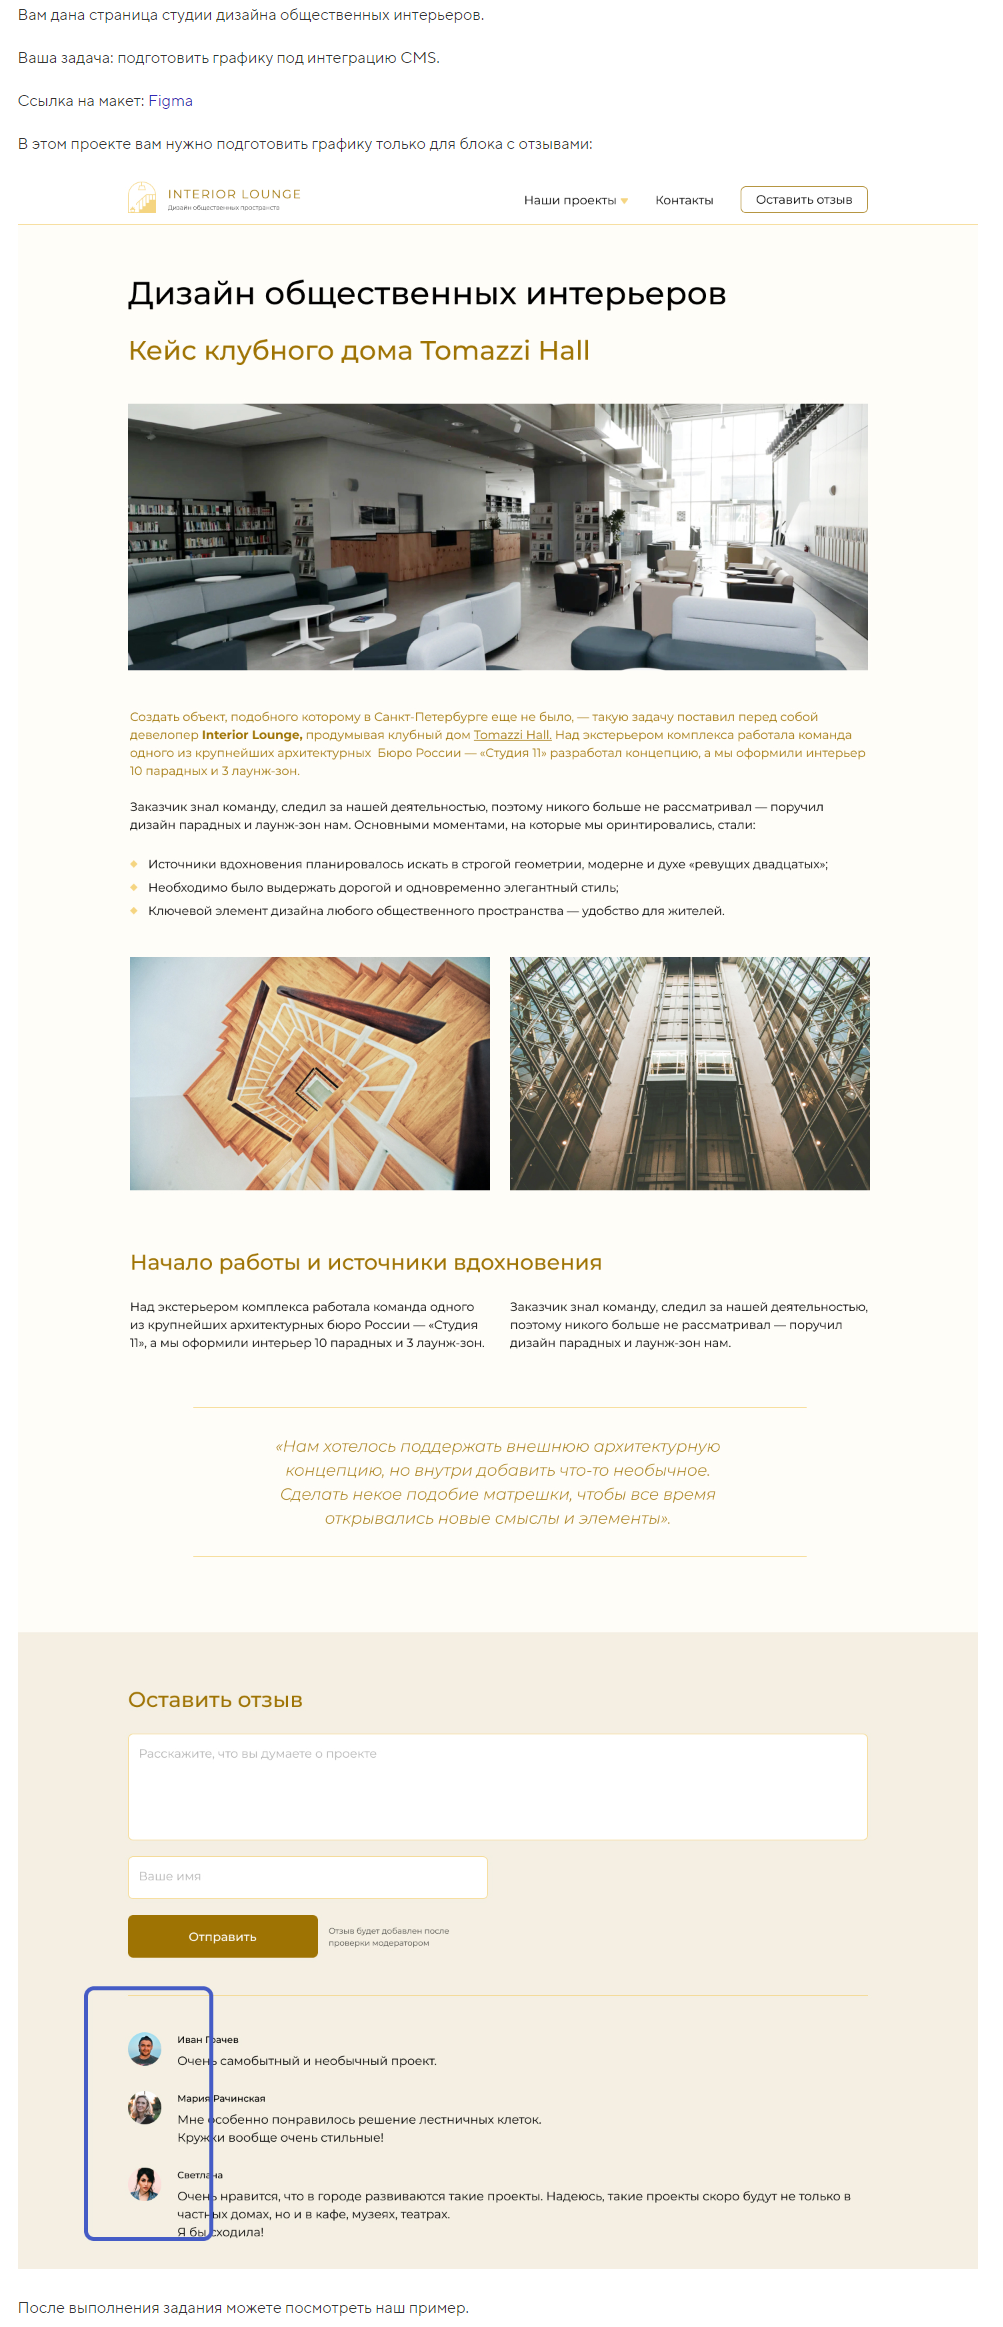 Вам дана страница студии дизайна общественных интерьеров.
Ваша задача: подготовить графику под интеграцию CMS.
Ссылка на макет: Figma
В этом проекте вам нужно подготовить графику только для блока с отзывами:
INTERIOR LOUNGE
Дизайн общественных пространств
Наши проекты
Контакты
Оставить отзыв
Дизайн общественных интерьеров
Кейс клубного дома Tomazzi Hall
Создать объект, подобного которому в Санкт-Петербурге еще не было, — такую задачу поставил перед собой
девелопер Interior Lounge, продумывая клубный дом Tomazzi Hall. Над экстерьером комплекса работала команда
одного из крупнейших архитектурных Бюро России — «Студия 11» разработал концепцию, а мы оформили интерьер
10 парадных и 3 лаунж-зон.
Заказчик знал команду, следил за нашей деятельностью, поэтому никого больше не рассматривал — поручил
дизайн парадных и лаунж-зон нам. Основными моментами, на которые мы оринтировались, стали:
Источники вдохновения планировалось искать в строгой геометрии, модерне и духе «ревущих двадцатых»;
Необходимо было выдержать дорогой и одновременно элегантный стиль;
Ключевой элемент дизайна любого общественного пространства — удобство для жителей.
Начало работы и источники вдохновения
Над экстерьером комплекса работала команда одного
из крупнейших архитектурных бюро России — «Студия
11», а мы оформили интерьер 10 парадных и 3 лаунж-зон.
Заказчик знал команду, следил за нашей деятельностью,
поэтому никого больше не рассматривал — поручил
дизайн парадных и лаунж-зон нам.
«Нам хотелось поддержать внешнюю архитектурную
концепцию, но внутри добавить что-то необычное.
Сделать некое подобие матрешки, чтобы все время
открывались новые смыслы и элементы».
Оставить отзыв
Расскажите, что вы думаете о проекте
Ваше имя
Отправить
Отзыв будет добавлен после
проверки модератором
Иван Грачев
Очень самобытный и необычный проект.
Мария Рачинская
Мне особенно понравилось решение лестничных клеток.
Кружки вообще очень стильные!
Светлана
Очень нравится, что в городе развиваются такие проекты. Надеюсь, такие проекты скоро будут не только в
частных домах, но и в кафе, музеях, театрах.
Я бы сходила!
После выполнения задания можете посмотреть наш пример.